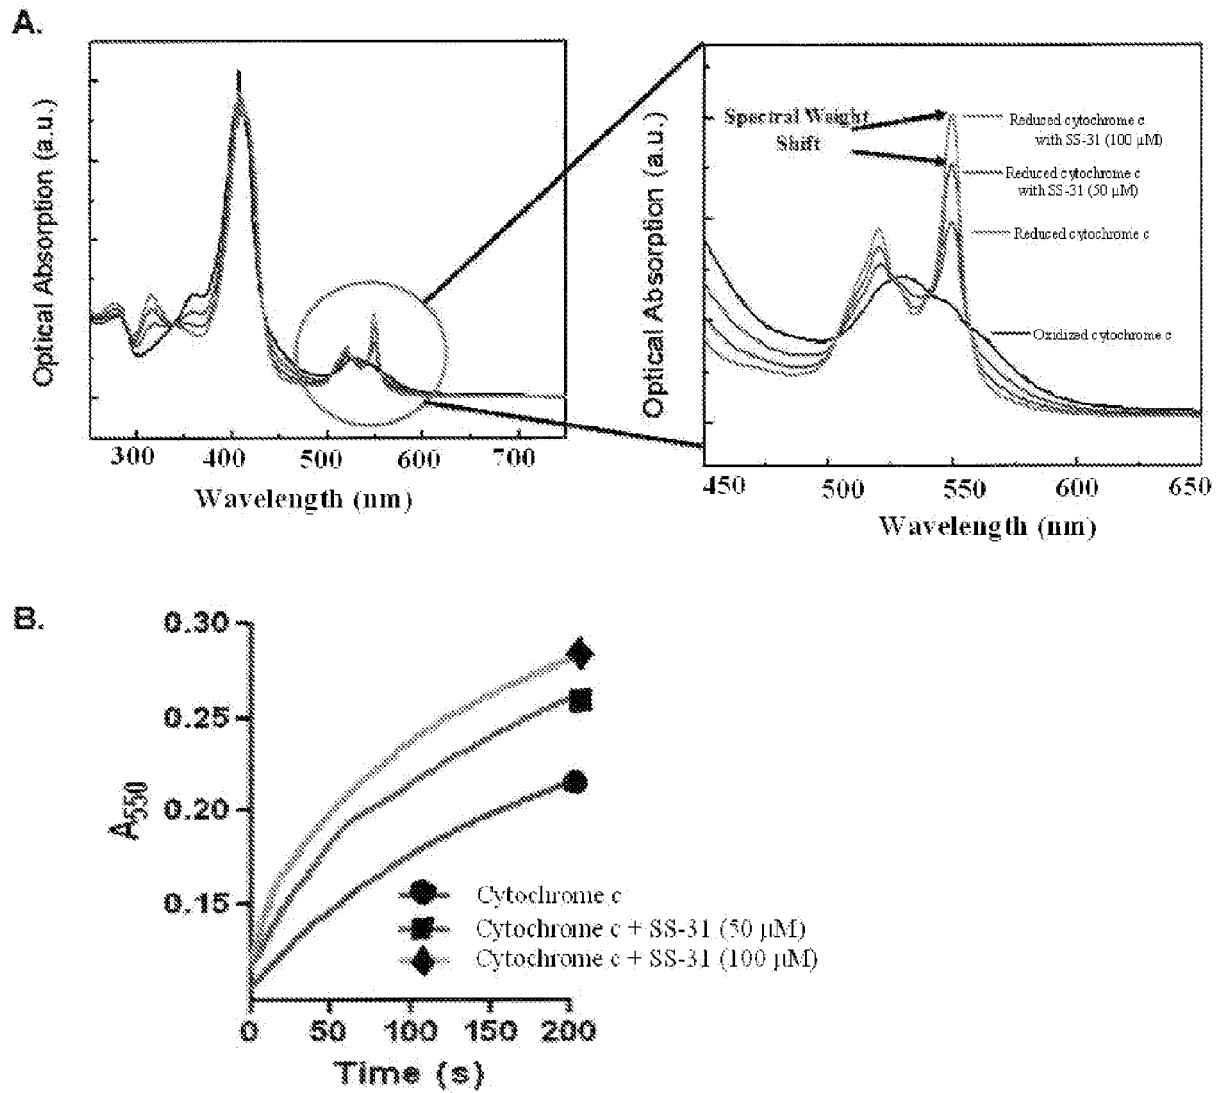 A.
Optical Absorption (a.u.)
300 400 500 600 700
Wavelength (nm)
Optical Absorption (a.u.)
Spectral Weight
Shift
Reduced cytochrome c
with SS-31 (100 µM)
Reduced cytochrome c
with SS-31 (50 µM)
Reduced cytochrome c
Oxidized cytochrome c
450 500 550 600 650
Wavelength (nm)
B.
0.30
0.25
0.20
0.15
A550
Cytochrome c
Cytochrome c + SS-31 (50 µM)
Cytochrome c + SS-31 (100 µM)
0 50 100 150 200
Time (s)